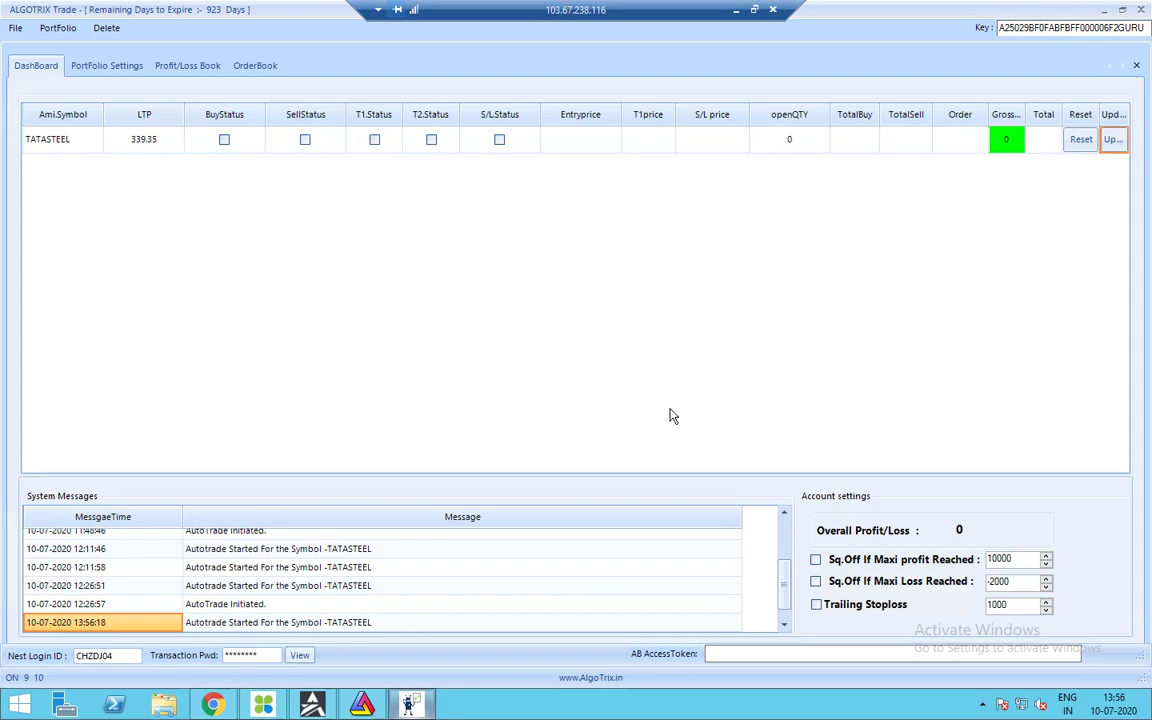 ALGOTRIX Trade - [ Remaining Days to Expire :- 923 Days ]
103.67.238.116
File PortFolio Delete
Key : A25029BF0FABFBFF000006F2GURU
DashBoard PortFolio Settings Profit/Loss Book OrderBook
Ami.Symbol LTP BuyStatus SellStatus T1.Status T2.Status S/L.Status Entryprice T1price S/L price openQTY TotalBuy TotalSell Order Gross... Total Reset Upd...
TATASTEEL 339.35 0 0 Reset Up...
System Messages
MessgaeTime Message
10-07-2020 11:48:46 AutoTrade Initiated.
10-07-2020 12:11:46 Autotrade Started For the Symbol -TATASTEEL
10-07-2020 12:11:58 Autotrade Started For the Symbol -TATASTEEL
10-07-2020 12:26:51 Autotrade Started For the Symbol -TATASTEEL
10-07-2020 12:26:57 AutoTrade Initiated.
10-07-2020 13:56:18 Autotrade Started For the Symbol -TATASTEEL
Account settings
Overall Profit/Loss : 0
Sq.Off If Maxi profit Reached : 10000
Sq.Off If Maxi Loss Reached : -2000
Trailing Stoploss 1000
Activate Windows
Go to Settings to activate Windows.
Nest Login ID : CHZDJ04 Transaction Pwd: ******** View
AB AccessToken:
ON 9 10
www.AlgoTrix.in
ENG
IN
13:56
10-07-2020